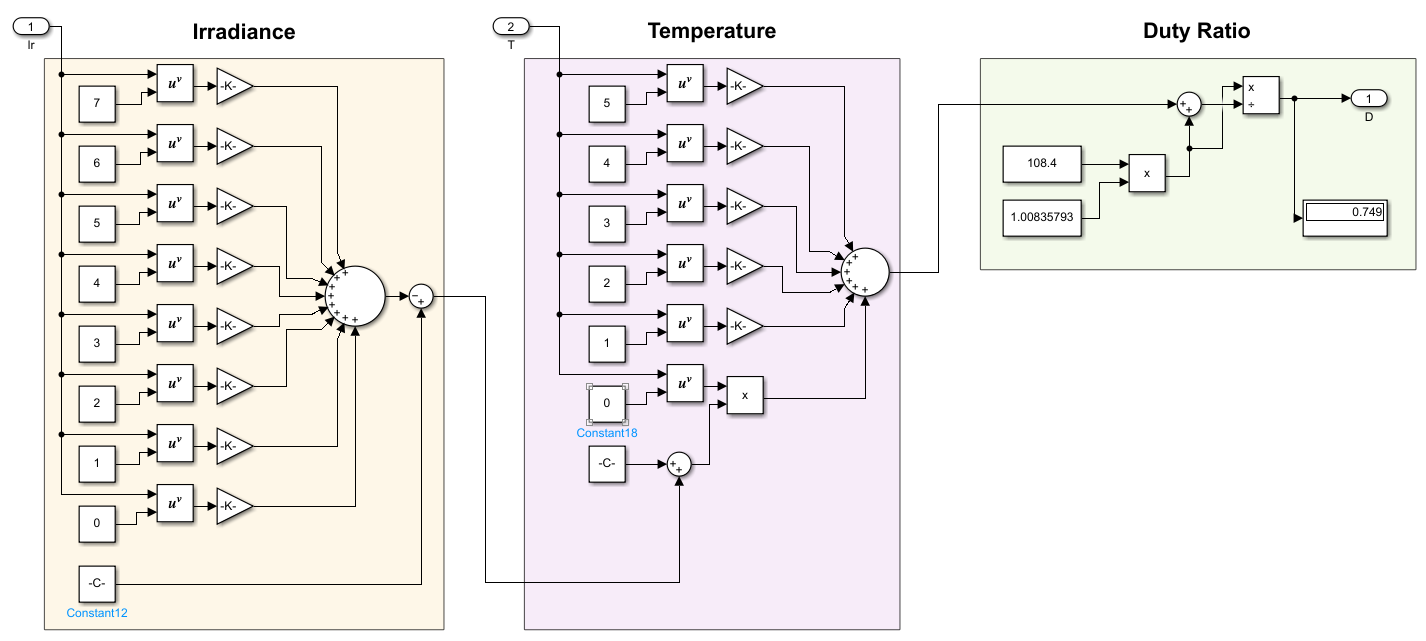 Irradiance
Temperature
Duty Ratio
1
Ir
2
T
7
u^v
-K-
6
u^v
-K-
5
u^v
-K-
4
u^v
-K-
3
u^v
-K-
2
u^v
-K-
1
u^v
-K-
0
u^v
-K-
+
+
+
+
+
+
+
+
−
+
-C-
Constant12
5
u^v
-K-
4
u^v
-K-
3
u^v
-K-
2
u^v
-K-
1
u^v
-K-
0
u^v
x
Constant18
-C-
+
+
+
+
+
+
+
+
108.4
1.00835793
x
+
+
x
÷
1
D
0.749